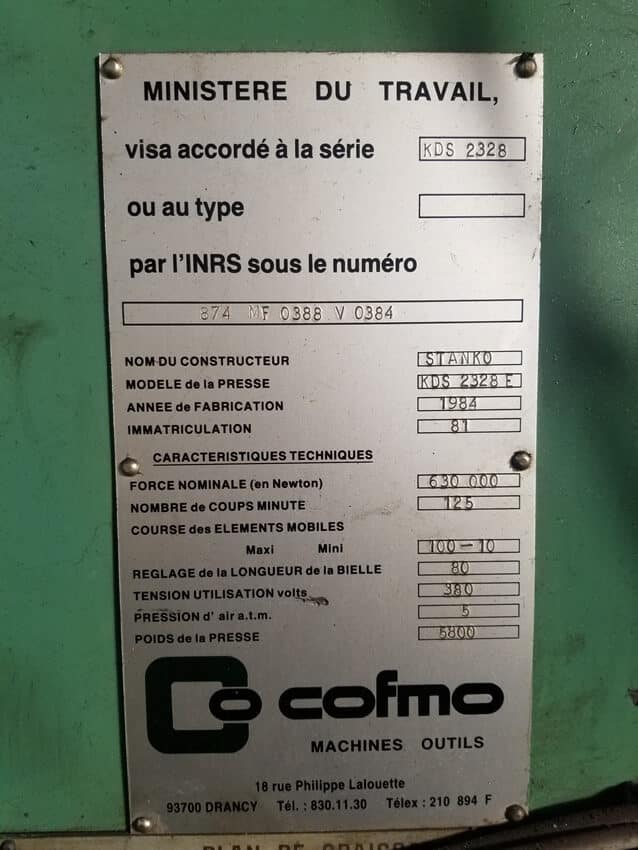 MINISTERE DU TRAVAIL,
visa accordé à la série KDS 2328
ou au type
par l'INRS sous le numéro
874 MF 0388 V 0384
NOM DU CONSTRUCTEUR STANKO
MODELE de la PRESSE KDS 2328 E
ANNEE de FABRICATION 1984
IMMATRICULATION 81
CARACTERISTIQUES TECHNIQUES
FORCE NOMINALE (en Newton) 630 000
NOMBRE de COUPS MINUTE 125
COURSE des ELEMENTS MOBILES
Maxi Mini 100-10
REGLAGE de la LONGUEUR de la BIELLE 80
TENSION UTILISATION volts 380
PRESSION d' air a.t.m. 5
POIDS de la PRESSE 5800
Co cofmo
MACHINES OUTILS
18 rue Philippe Lalouette
93700 DRANCY Tél. : 830.11.30 Télex : 210 894 F
PLAN DE GRAISS